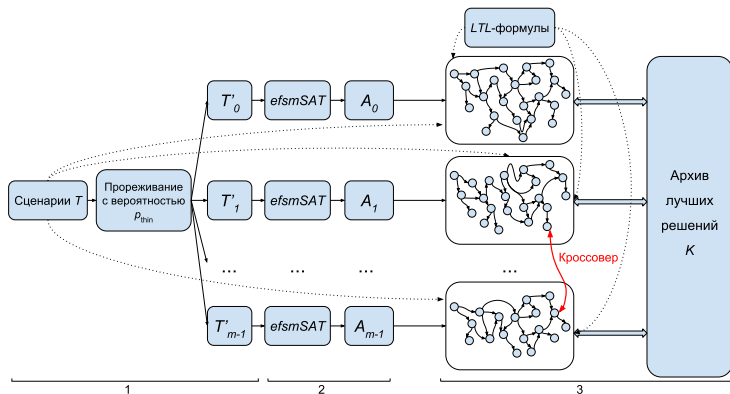 LTL-формулы
T'0
efsmSAT
A0
Сценарии T
Прореживание
с вероятностью
pthin
T'1
efsmSAT
A1
Архив
лучших
решений
K
Кроссовер
...
...
...
...
T'm-1
efsmSAT
Am-1
1
2
3